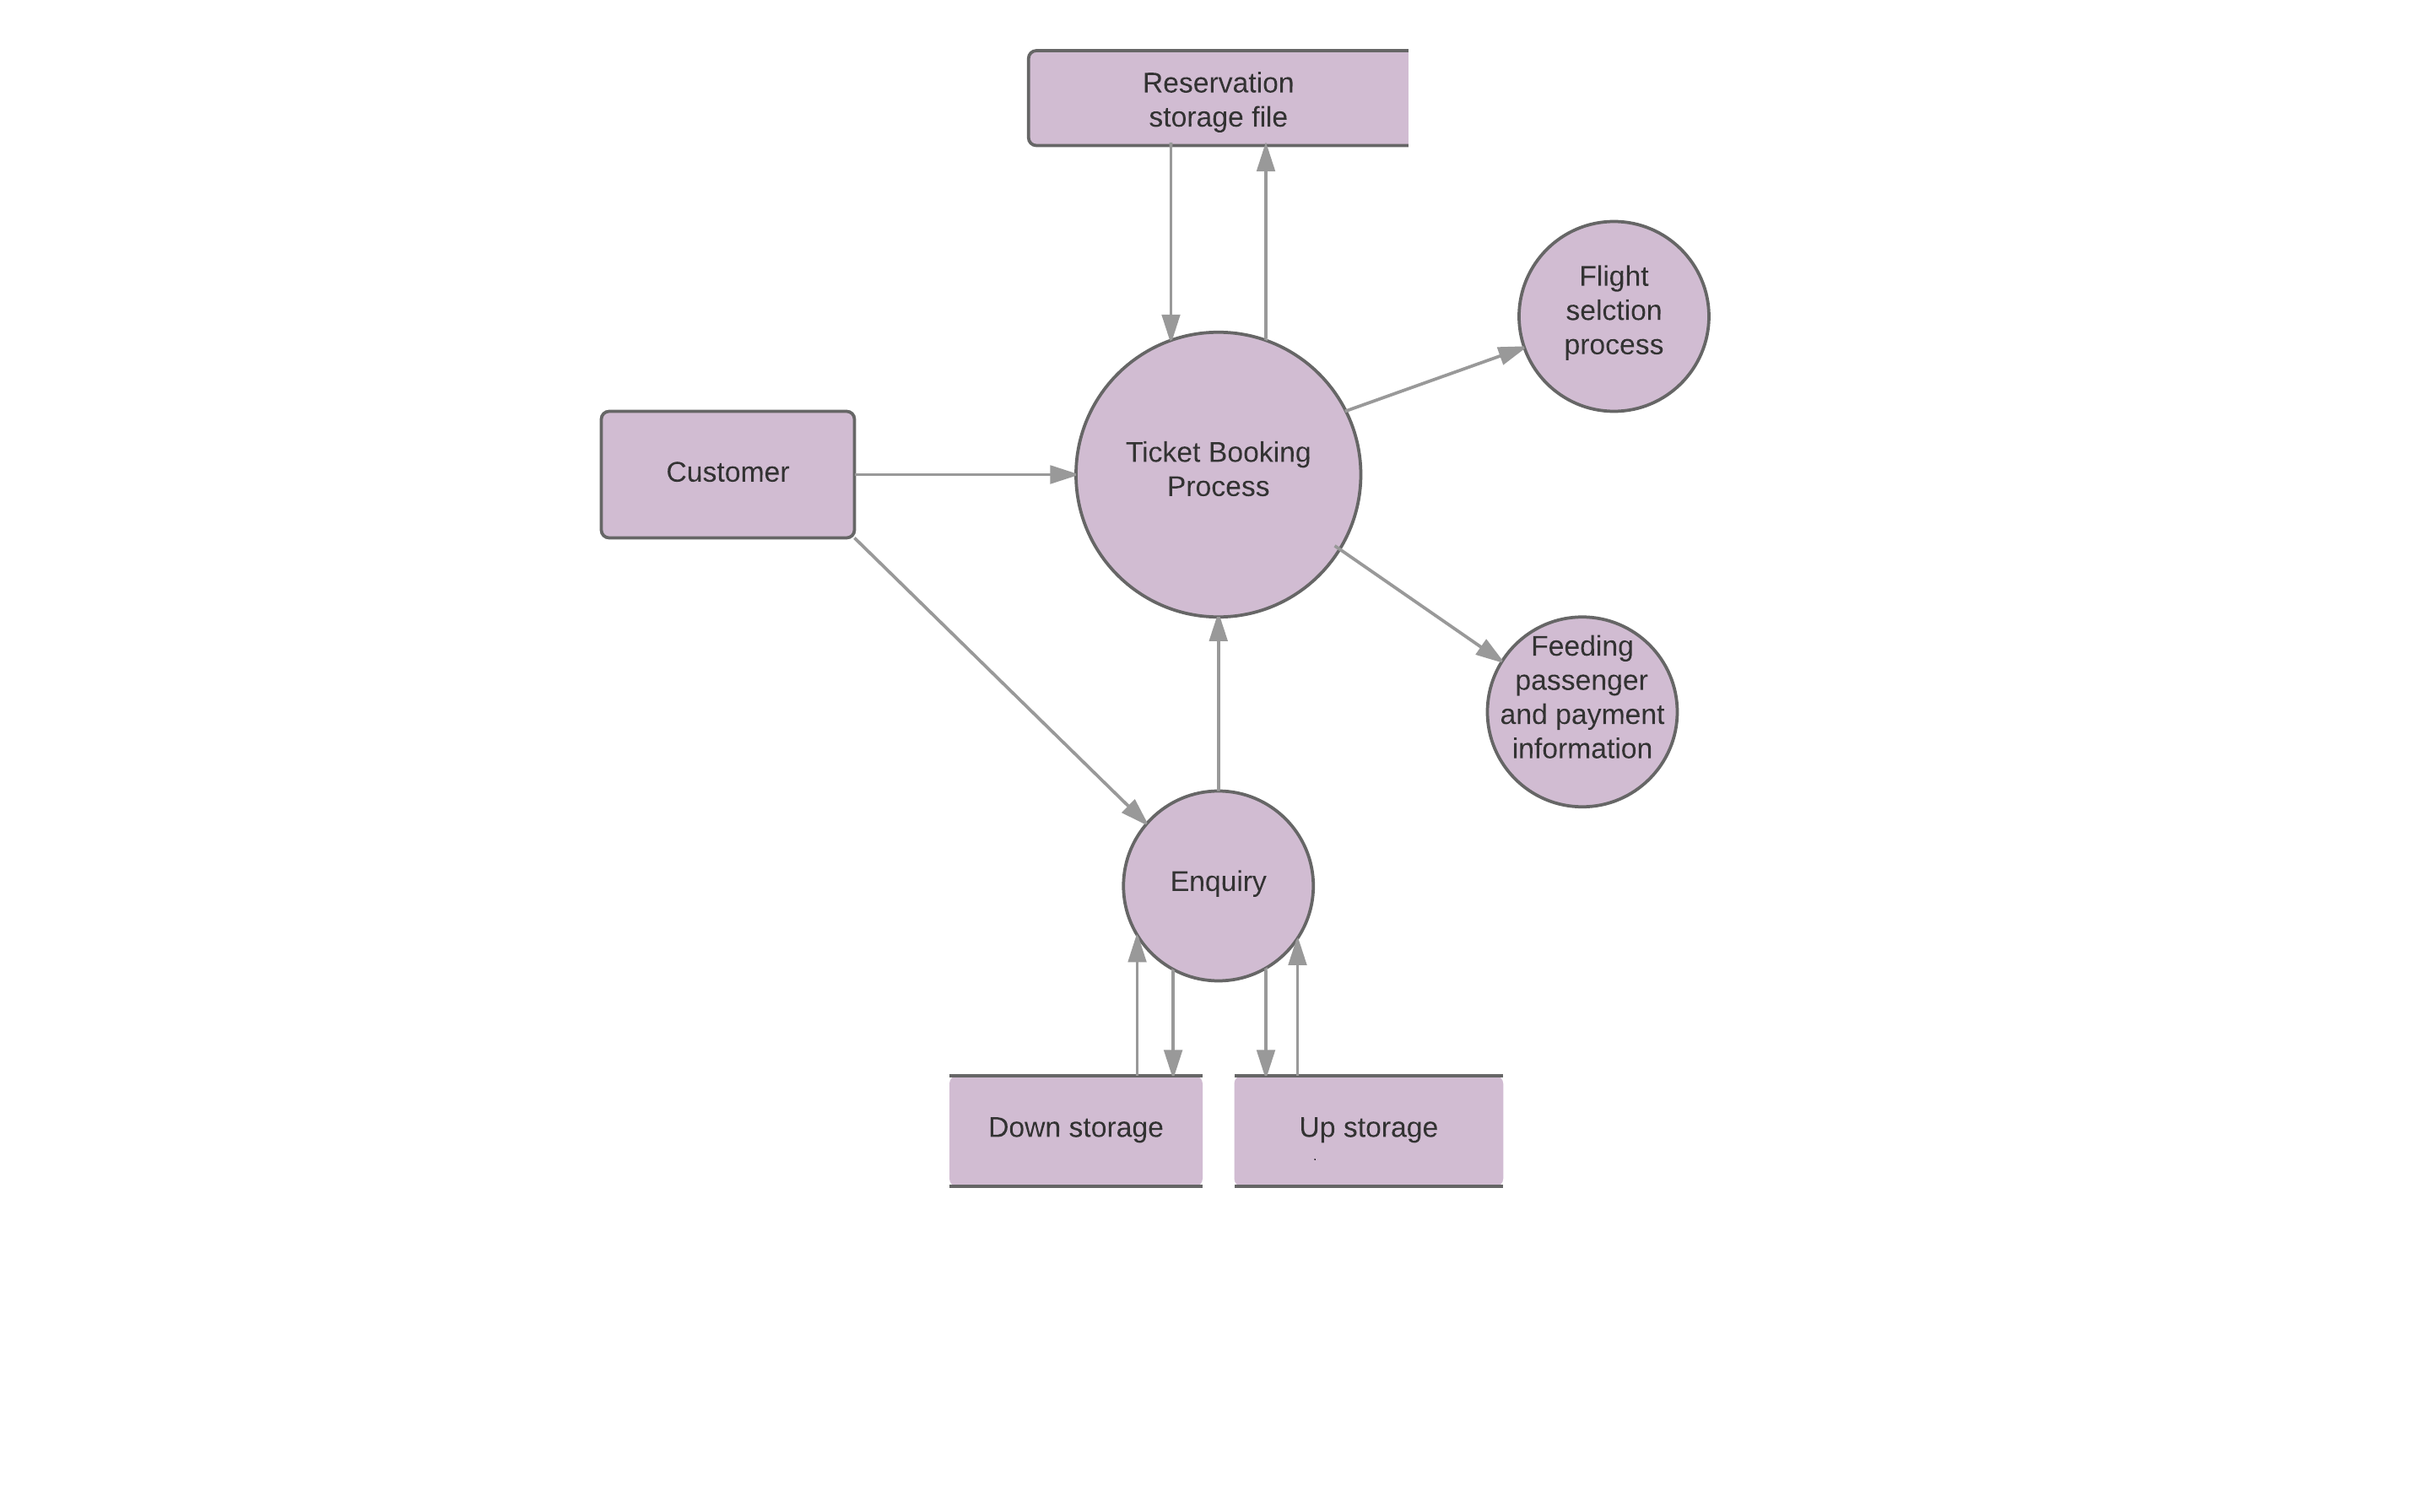 Reservation
storage file
Flight
selction
process
Ticket Booking
Process
Customer
Feeding
passenger
and payment
information
Enquiry
Down storage
Up storage
.